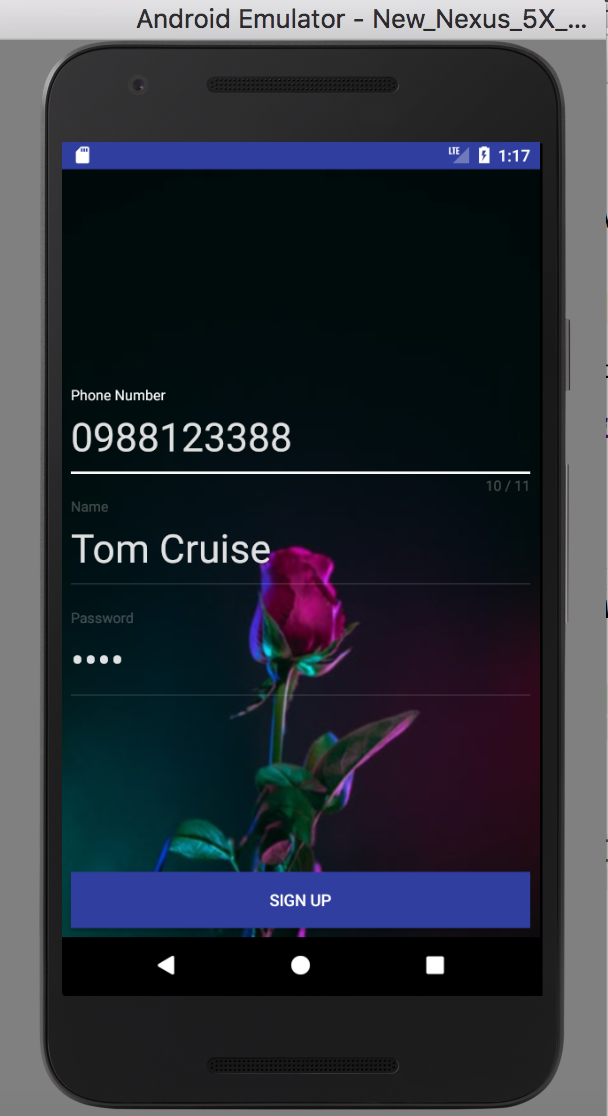 Android Emulator - New_Nexus_5X_...
LTE 1:17
Phone Number
0988123388
10 / 11
Name
Tom Cruise
Password
••••
SIGN UP